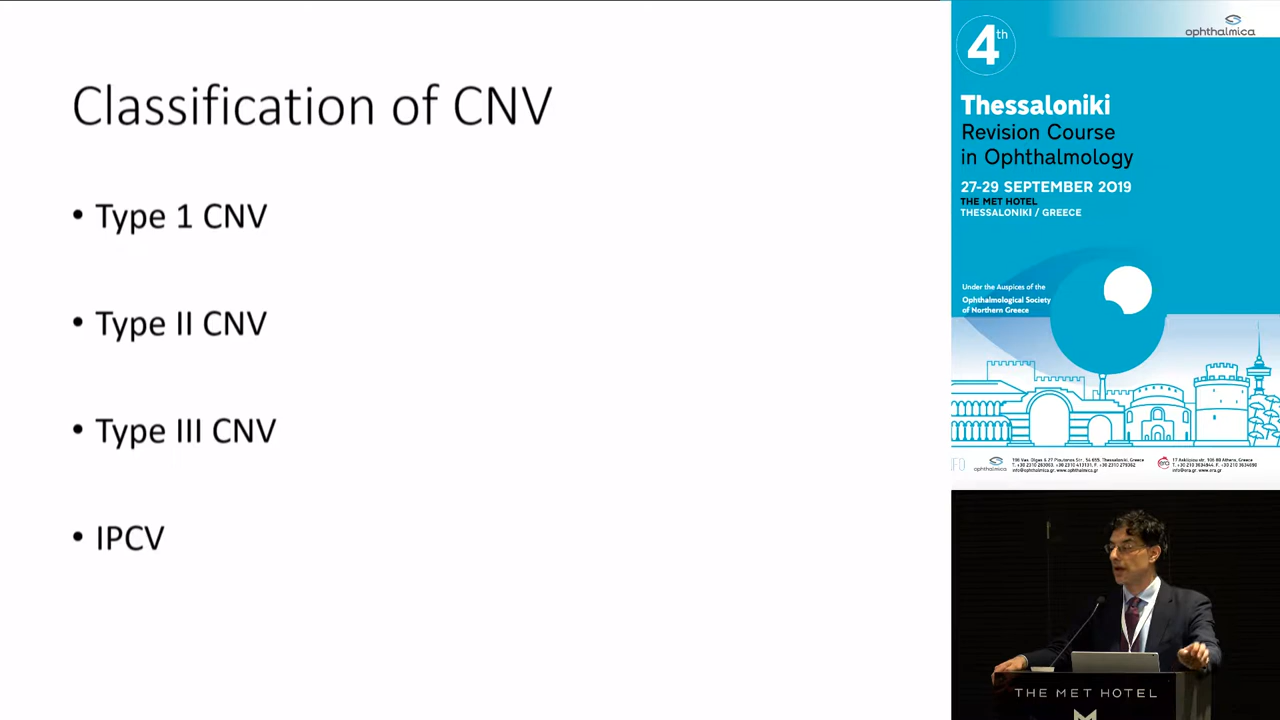 Classification of CNV
• Type 1 CNV
• Type II CNV
• Type III CNV
• IPCV
ophthalmica
4th
Thessaloniki
Revision Course
in Ophthalmology
27-29 SEPTEMBER 2019
THE MET HOTEL
THESSALONIKI / GREECE
Under the Auspices of the
Ophthalmological Society
of Northern Greece
ophthalmica
THE MET HOTEL
M